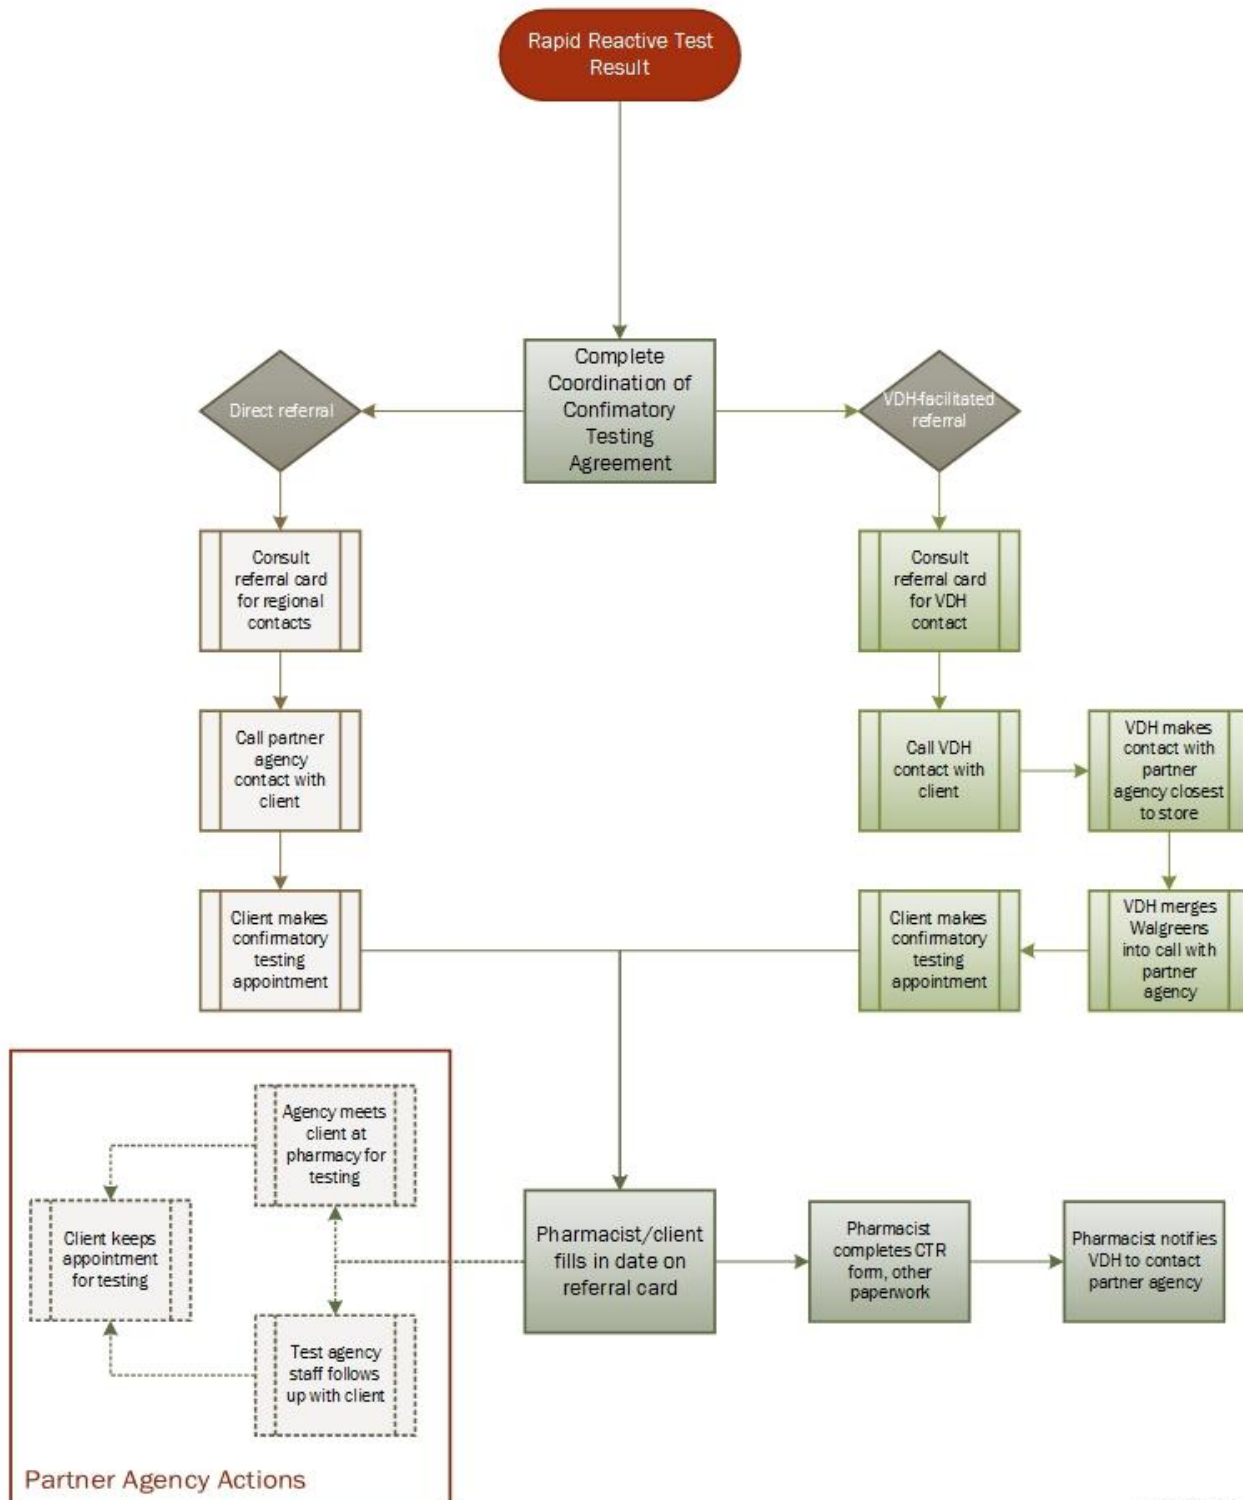 Rapid Reactive Test
Result
Complete
Coordination of
Confimatory
Testing
Agreement
Direct referral
VDH-facilitated
referral
Consult
referral card
for regional
contacts
Consult
referral card
for VDH
contact
Call partner
agency
contact with
client
Call VDH
contact with
client
VDH makes
contact with
partner
agency closest
to store
Client makes
confirmatory
testing
appointment
Client makes
confirmatory
testing
appointment
VDH merges
Walgreens
into call with
partner
agency
Agency meets
client at
pharmacy for
testing
Client keeps
appointment
for testing
Test agency
staff follows
up with client
Partner Agency Actions
Pharmacist/client
fills in date on
referral card
Pharmacist
completes CTR
form, other
paperwork
Pharmacist notifies
VDH to contact
partner agency